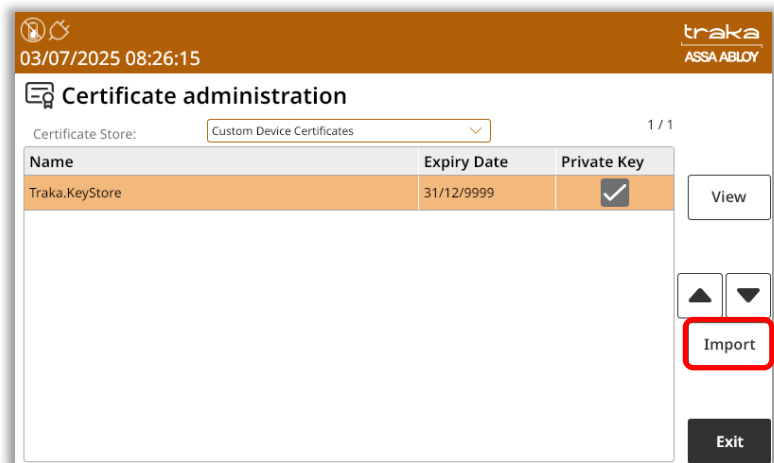 traka
03/07/2025 08:26:15
ASSA ABLOY
Certificate administration
Certificate Store:
Custom Device Certificates
1 / 1
Name
Expiry Date
Private Key
Traka.KeyStore
31/12/9999
View
Import
Exit